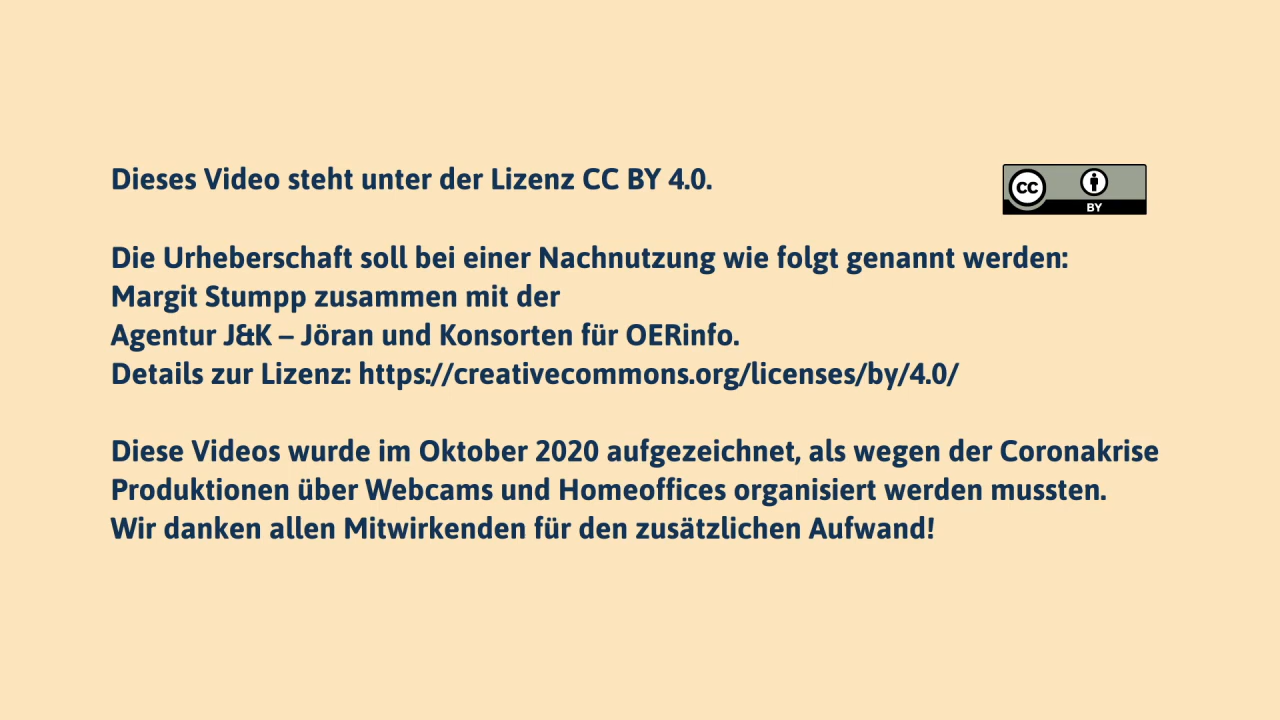 Dieses Video steht unter der Lizenz CC BY 4.0.
cc
BY
Die Urheberschaft soll bei einer Nachnutzung wie folgt genannt werden:
Margit Stumpp zusammen mit der
Agentur J&K – Jöran und Konsorten für OERinfo.
Details zur Lizenz: https://creativecommons.org/licenses/by/4.0/
Diese Videos wurde im Oktober 2020 aufgezeichnet, als wegen der Coronakrise
Produktionen über Webcams und Homeoffices organisiert werden mussten.
Wir danken allen Mitwirkenden für den zusätzlichen Aufwand!